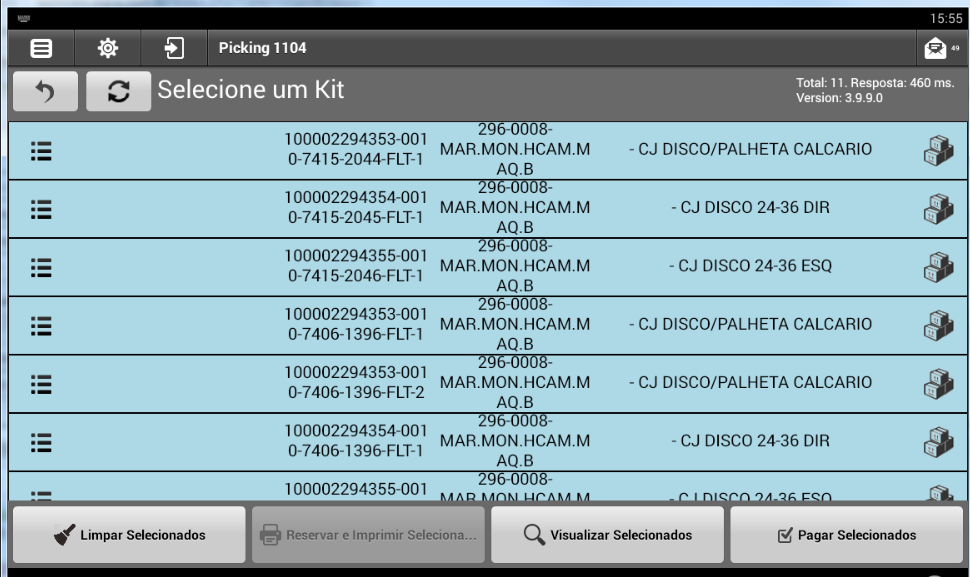 15:55
Picking 1104
49
Selecione um Kit
Total: 11. Resposta: 460 ms.
Version: 3.9.9.0
100002294353-001
0-7415-2044-FLT-1
296-0008-
MAR.MON.HCAM.M
AQ.B
- CJ DISCO/PALHETA CALCARIO
100002294354-001
0-7415-2045-FLT-1
296-0008-
MAR.MON.HCAM.M
AQ.B
- CJ DISCO 24-36 DIR
100002294355-001
0-7415-2046-FLT-1
296-0008-
MAR.MON.HCAM.M
AQ.B
- CJ DISCO 24-36 ESQ
100002294353-001
0-7406-1396-FLT-1
296-0008-
MAR.MON.HCAM.M
AQ.B
- CJ DISCO/PALHETA CALCARIO
100002294353-001
0-7406-1396-FLT-2
296-0008-
MAR.MON.HCAM.M
AQ.B
- CJ DISCO/PALHETA CALCARIO
100002294354-001
0-7406-1396-FLT-1
296-0008-
MAR.MON.HCAM.M
AQ.B
- CJ DISCO 24-36 DIR
100002294355-001
296-0008-
MAR.MON.HCAM.M
- CJ DISCO 24-36 ESQ
Limpar Selecionados
Reservar e Imprimir Seleciona...
Visualizar Selecionados
Pagar Selecionados